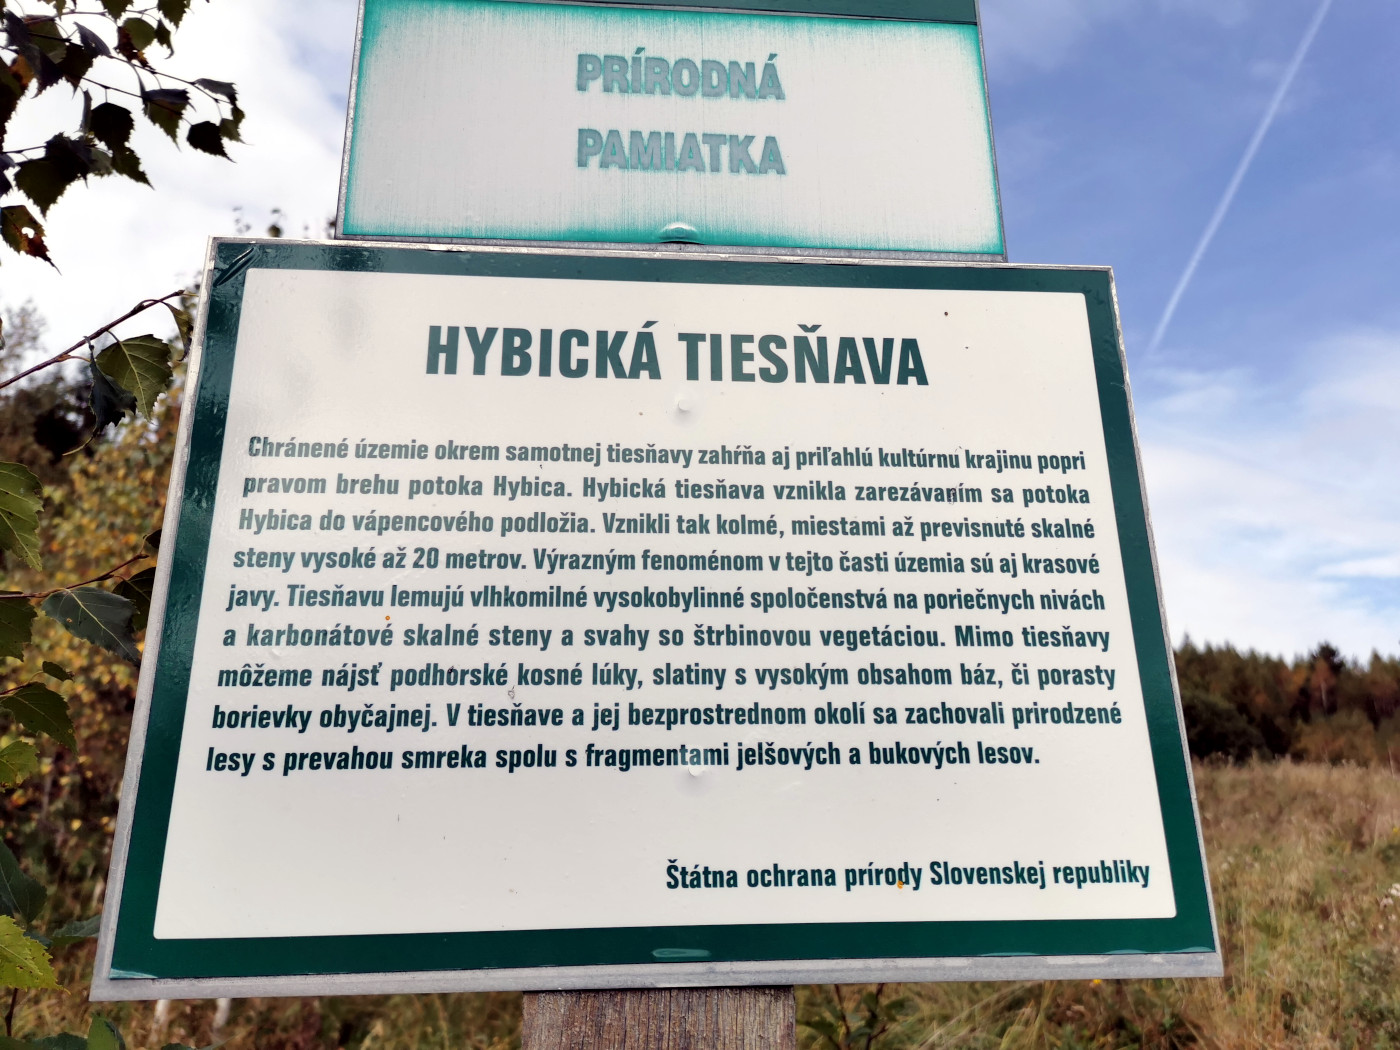 PRÍRODNÁ
PAMIATKA
HYBICKÁ TIESŇAVA
Chránené územie okrem samotnej tiesňavy zahŕňa aj priľahlú kultúrnu krajinu popri
pravom brehu potoka Hybica. Hybická tiesňava vznikla zarezávaním sa potoka
Hybica do vápencového podložia. Vznikli tak kolmé, miestami až previsnuté skalné
steny vysoké až 20 metrov. Výrazným fenoménom v tejto časti územia sú aj krasové
javy. Tiesňavu lemujú vlhkomilné vysokobylinné spoločenstvá na poriečnych nivách
a karbonátové skalné steny a svahy so štrbinovou vegetáciou. Mimo tiesňavy
môžeme nájsť podhorské kosné lúky, slatiny s vysokým obsahom báz, či porasty
borievky obyčajnej. V tiesňave a jej bezprostrednom okolí sa zachovali prirodzené
lesy s prevahou smreka spolu s fragmentami jelšových a bukových lesov.
Štátna ochrana prírody Slovenskej republiky